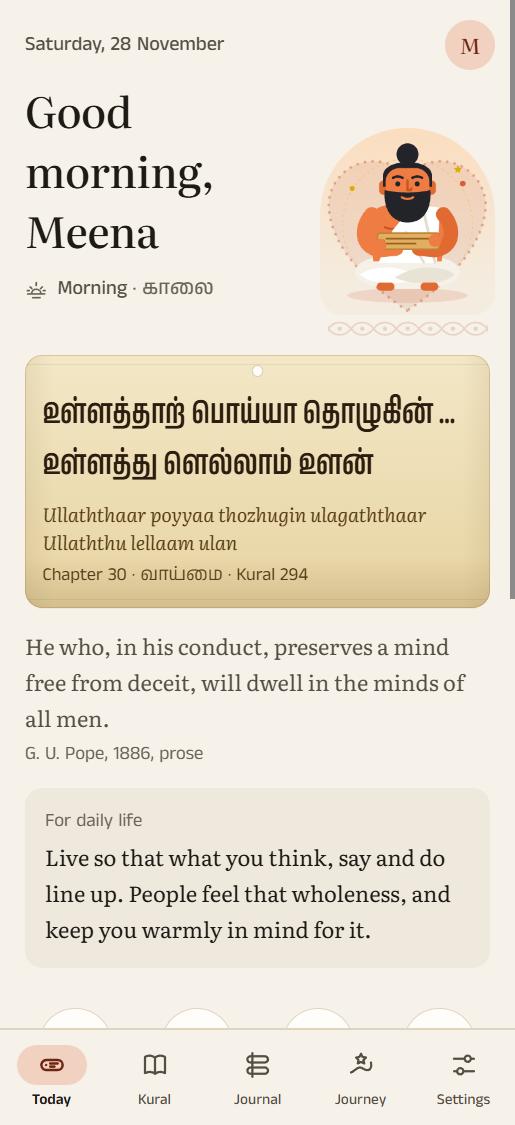 Saturday, 28 November
M
Good
morning,
Meena
Morning · காலை
உள்ளத்தாற் பொய்யா தொழுகின் ...
உள்ளத்து ளெல்லாம் உளன்
Ullaththaar poyyaa thozhugin ulagaththaar
Ullaththu lellaam ulan
Chapter 30 · வாய்மை · Kural 294
He who, in his conduct, preserves a mind
free from deceit, will dwell in the minds of
all men.
G. U. Pope, 1886, prose
For daily life
Live so that what you think, say and do
line up. People feel that wholeness, and
keep you warmly in mind for it.
Today
Kural
Journal
Journey
Settings